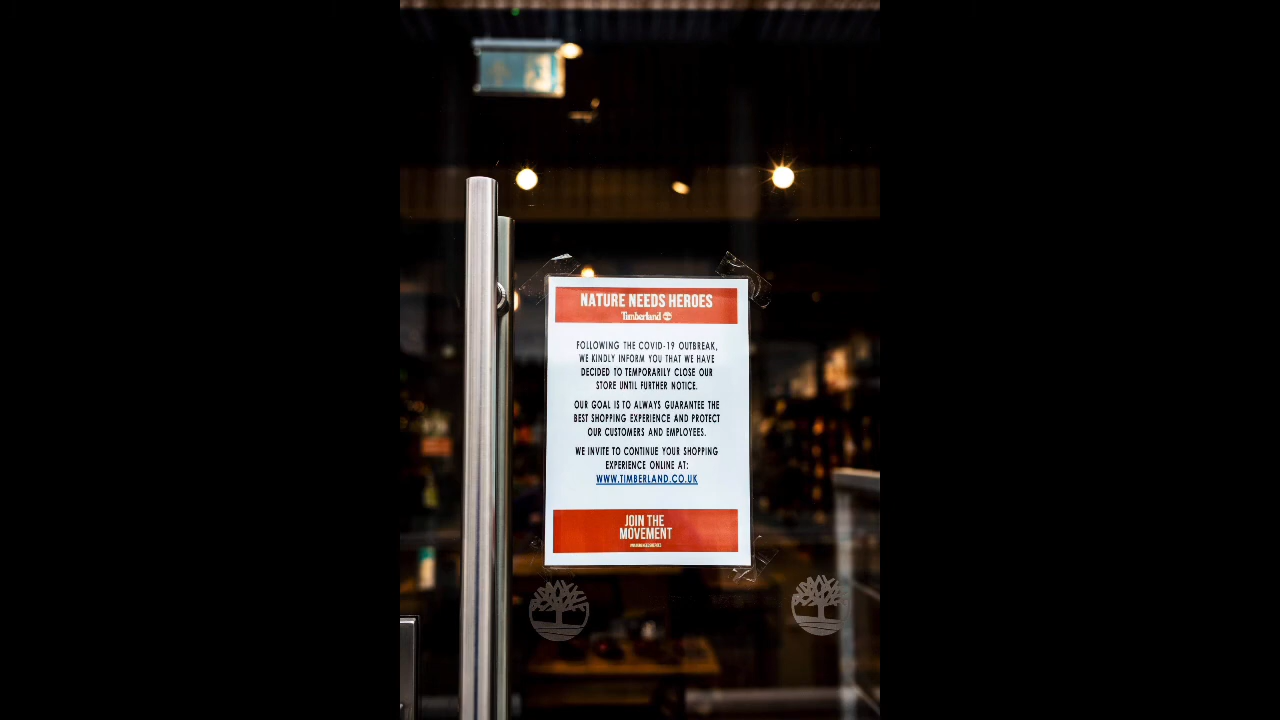 NATURE NEEDS HEROES
Timberland
FOLLOWING THE COVID-19 OUTBREAK,
WE KINDLY INFORM YOU THAT WE HAVE
DECIDED TO TEMPORARILY CLOSE OUR
STORE UNTIL FURTHER NOTICE.
OUR GOAL IS TO ALWAYS GUARANTEE THE
BEST SHOPPING EXPERIENCE AND PROTECT
OUR CUSTOMERS AND EMPLOYEES.
WE INVITE TO CONTINUE YOUR SHOPPING
EXPERIENCE ONLINE AT:
WWW.TIMBERLAND.CO.UK
JOIN THE
MOVEMENT